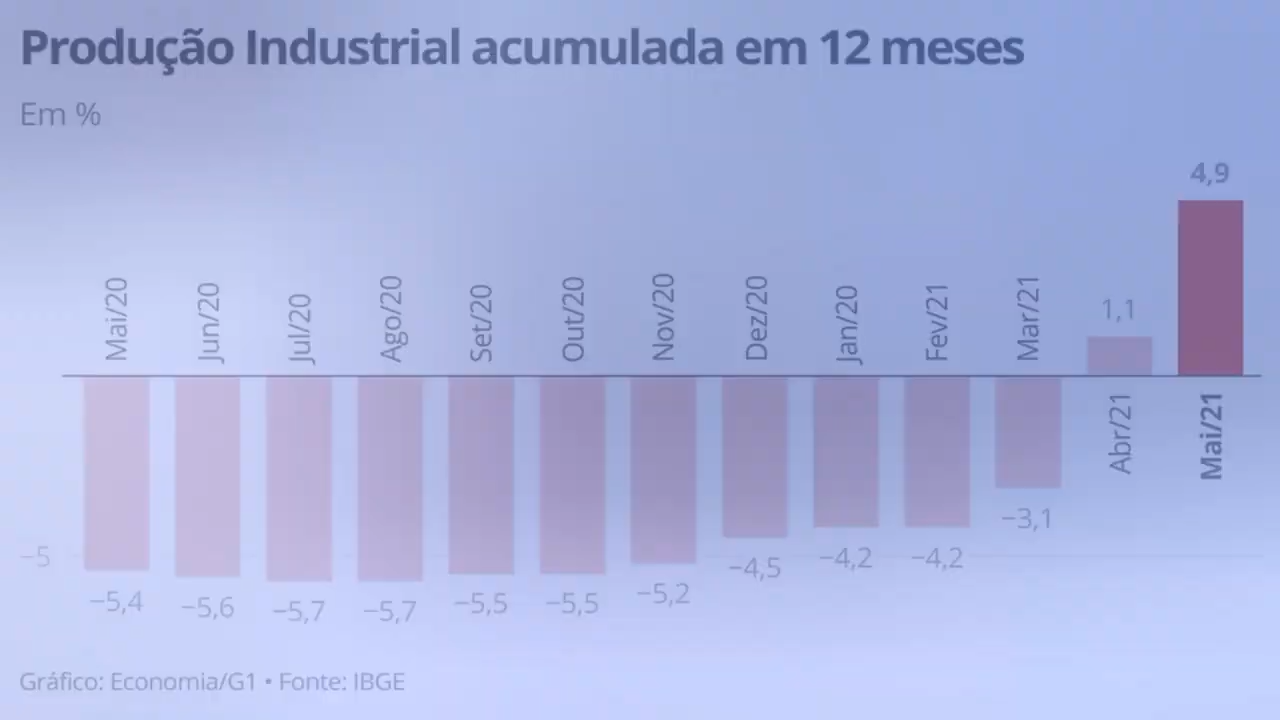 Produção Industrial acumulada em 12 meses
Em %
4,9
Mai/20 Jun/20 Jul/20 Ago/20 Set/20 Out/20 Nov/20 Dez/20 Jan/20 Fev/21 Mar/21 1,1
Abr/21 Mai/21
−3,1
−5
−5,4 −5,6 −5,7 −5,7 −5,5 −5,5 −5,2 −4,5 −4,2 −4,2
Gráfico: Economia/G1 • Fonte: IBGE